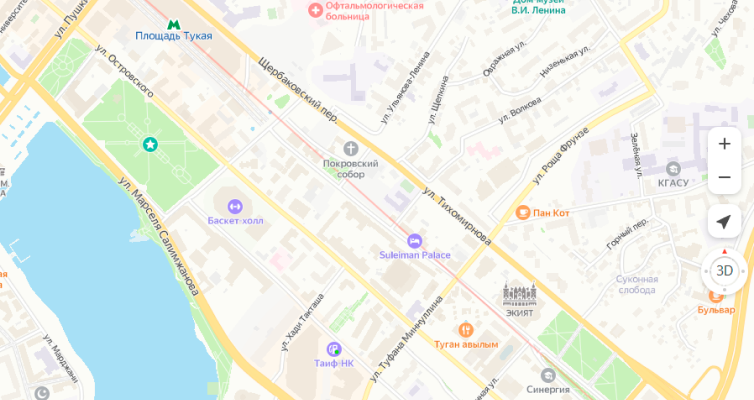 Офтальмологическая
больница
Дом-музей
В.И. Ленина
ул. Пушк
Площадь Тукая
ул. Чехова
университе
ул. Островского
Щербаковский пер.
ул. Ульянова-Ленина
ул. Щепкина
Овражная ул.
Низенькая ул.
ул. Волкова
ул. Роща Фрунзе
Зелёная ул.
КГАСУ
Покровский
собор
ул. Марселя Салимжанова
Баскет-холл
ул. Тихомирнова
Пан Кот
Горный пер.
Suleiman Palace
Суконная
слобода
3D
Бульвар
ЭКИЯТ
ул. Хади Такташа
ул. Туфана Миннуллина
Туган авылым
Таиф-НК
Синергия
ул. Марджани